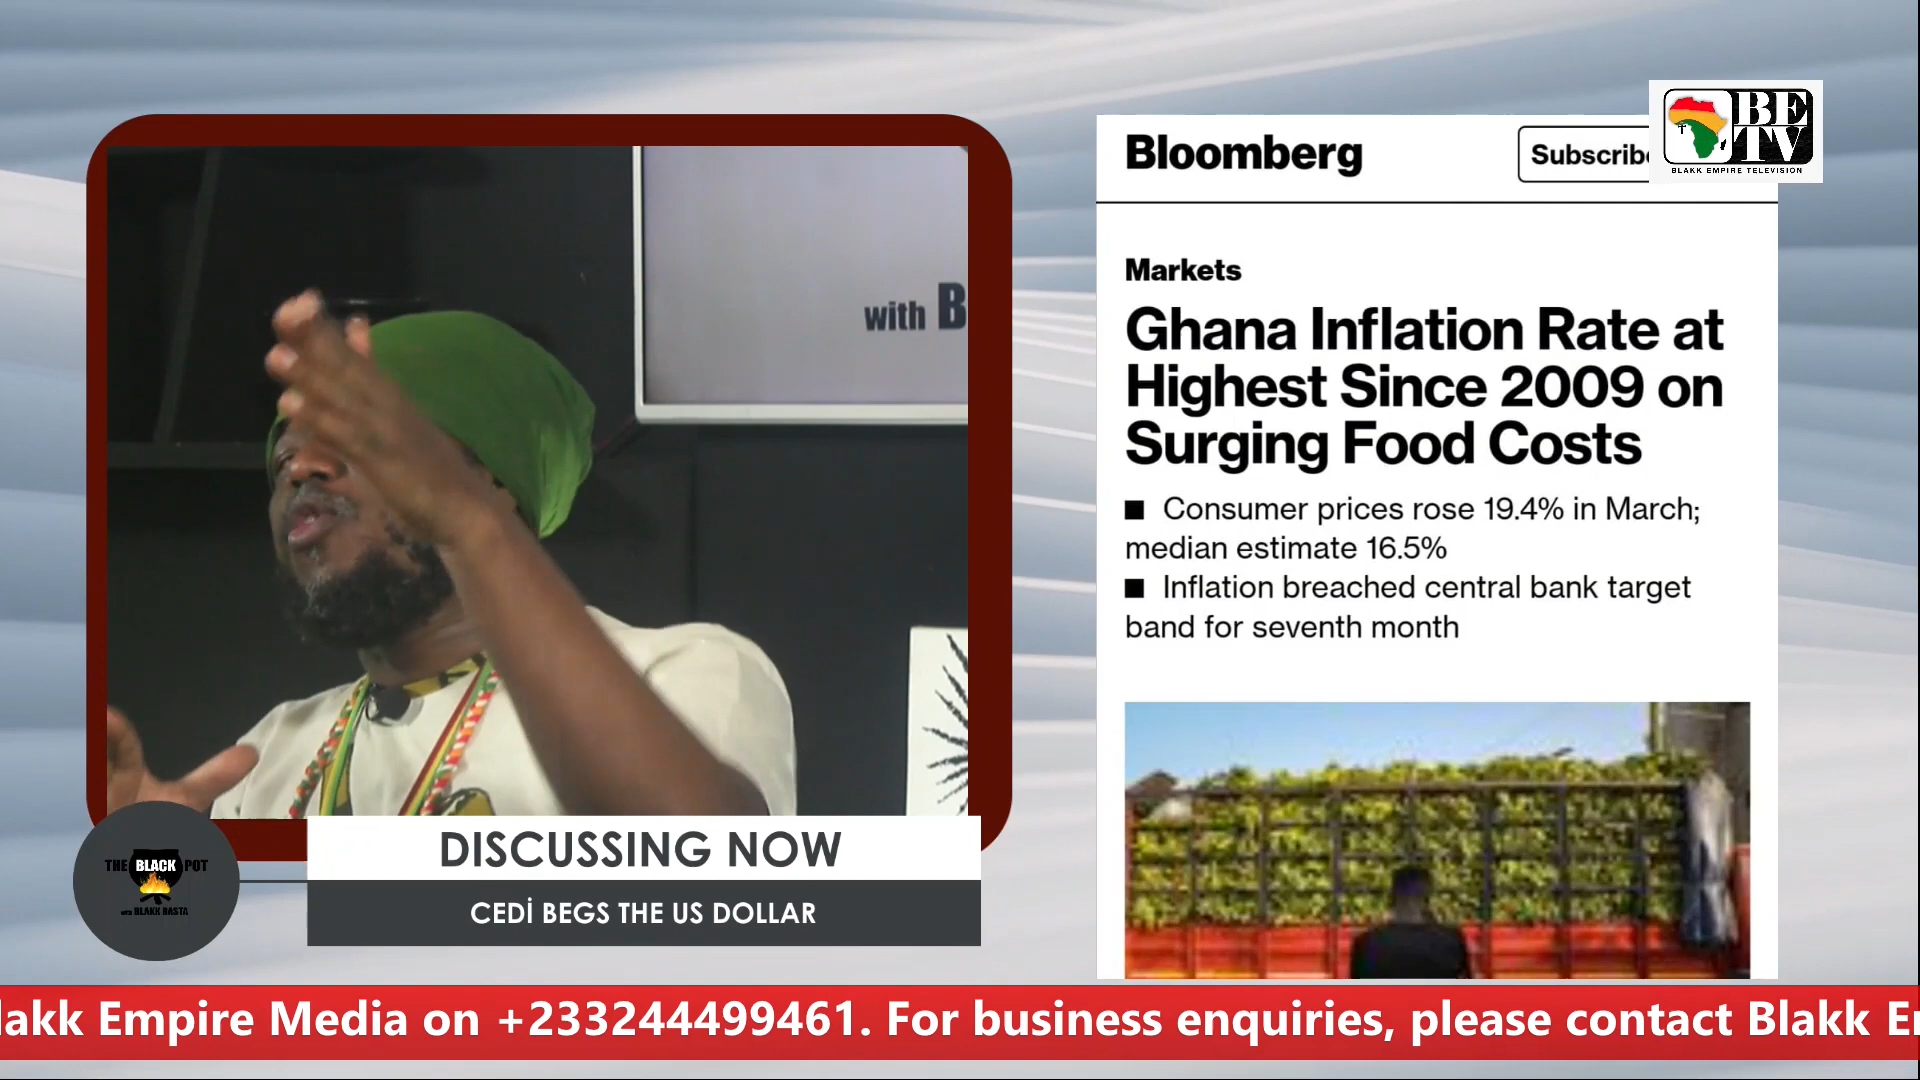 BE
TV
BLAKK EMPIRE TELEVISION
Bloomberg
Subscribe
Markets
Ghana Inflation Rate at
Highest Since 2009 on
Surging Food Costs
■ Consumer prices rose 19.4% in March;
median estimate 16.5%
■ Inflation breached central bank target
band for seventh month
with B
THE BLACK POT
with BLAKK RASTA
DISCUSSING NOW
CEDİ BEGS THE US DOLLAR
lakk Empire Media on +233244499461. For business enquiries, please contact Blakk E